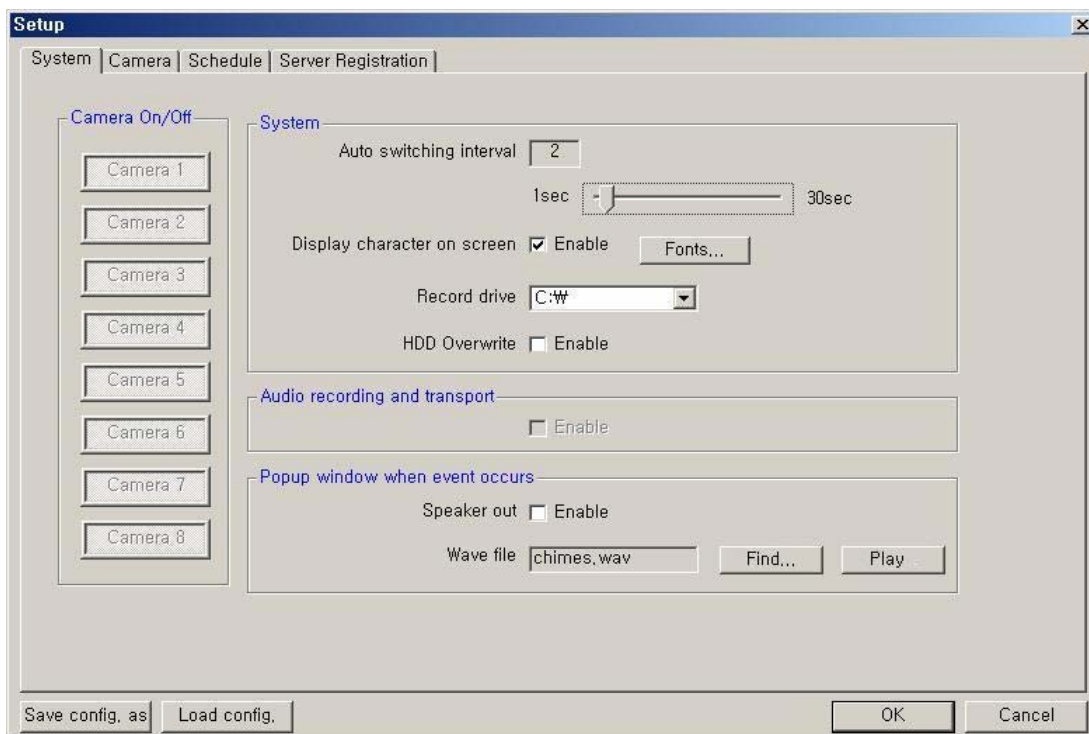 Setup
System Camera Schedule Server Registration
Camera On/Off
Camera 1
Camera 2
Camera 3
Camera 4
Camera 5
Camera 6
Camera 7
Camera 8
System
Auto switching interval 2
1sec 30sec
Display character on screen Enable Fonts...
Record drive C:₩
HDD Overwrite Enable
Audio recording and transport
Enable
Popup window when event occurs
Speaker out Enable
Wave file chimes.wav Find... Play
Save config. as Load config. OK Cancel